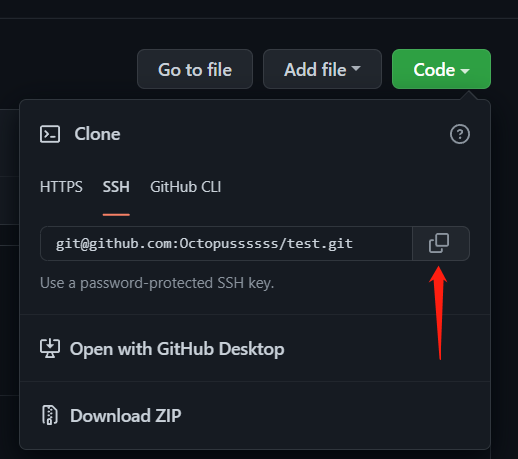 Go to file Add file Code
Clone
HTTPS SSH GitHub CLI
git@github.com:Octopussssss/test.git
Use a password-protected SSH key.
Open with GitHub Desktop
Download ZIP